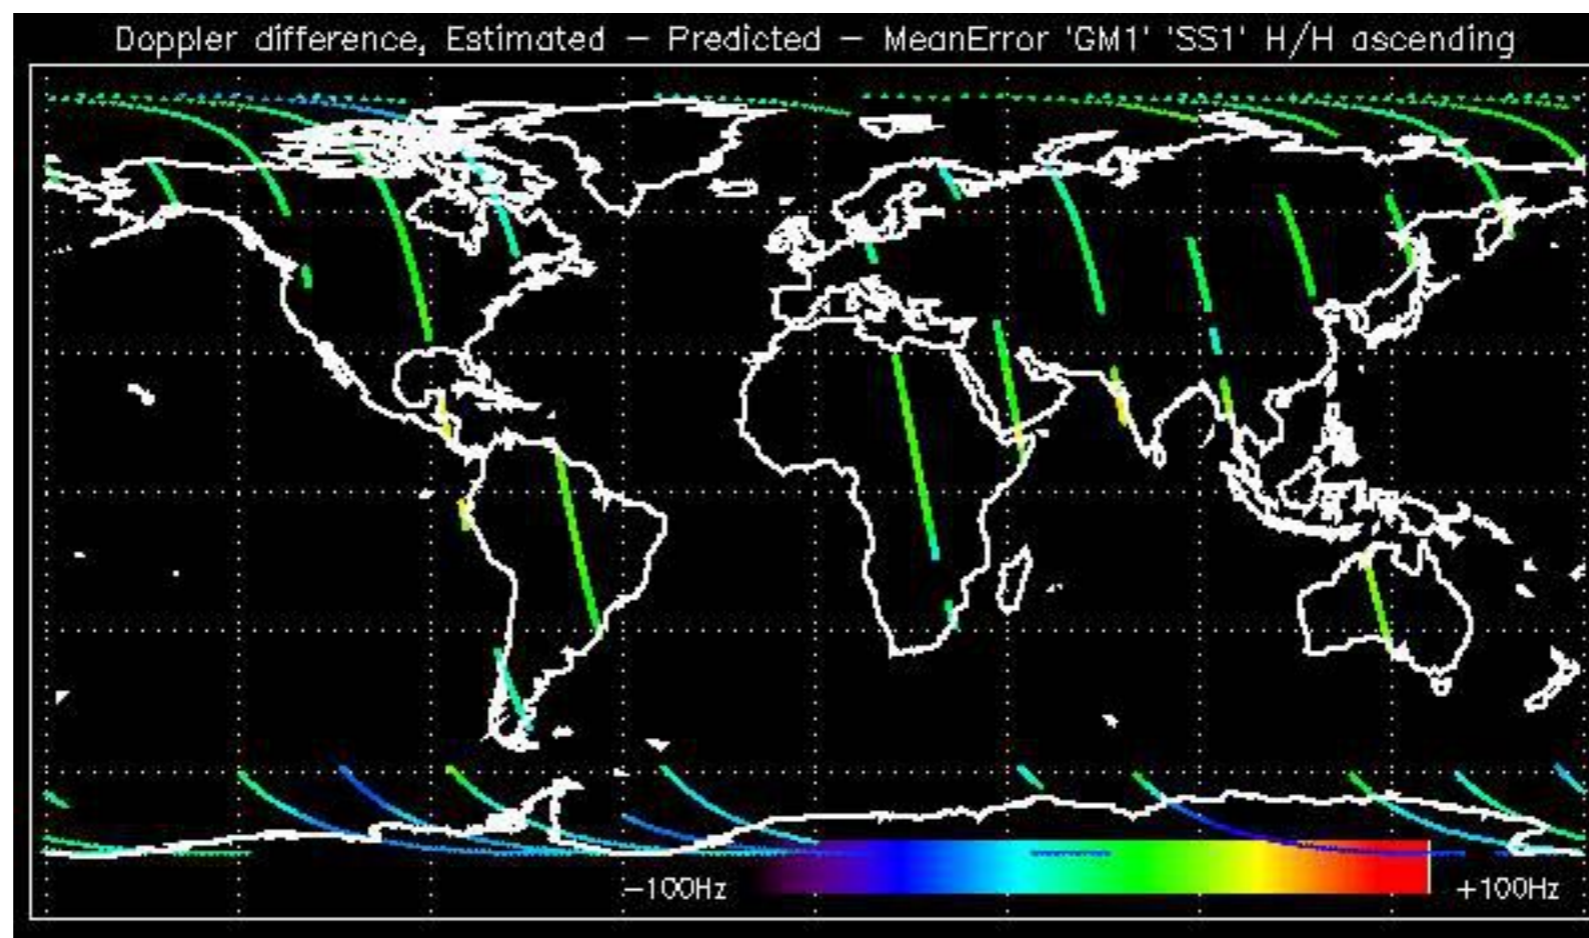 Doppler difference, Estimated – Predicted – MeanError 'GM1' 'SS1' H/H ascending
–100Hz
+100Hz